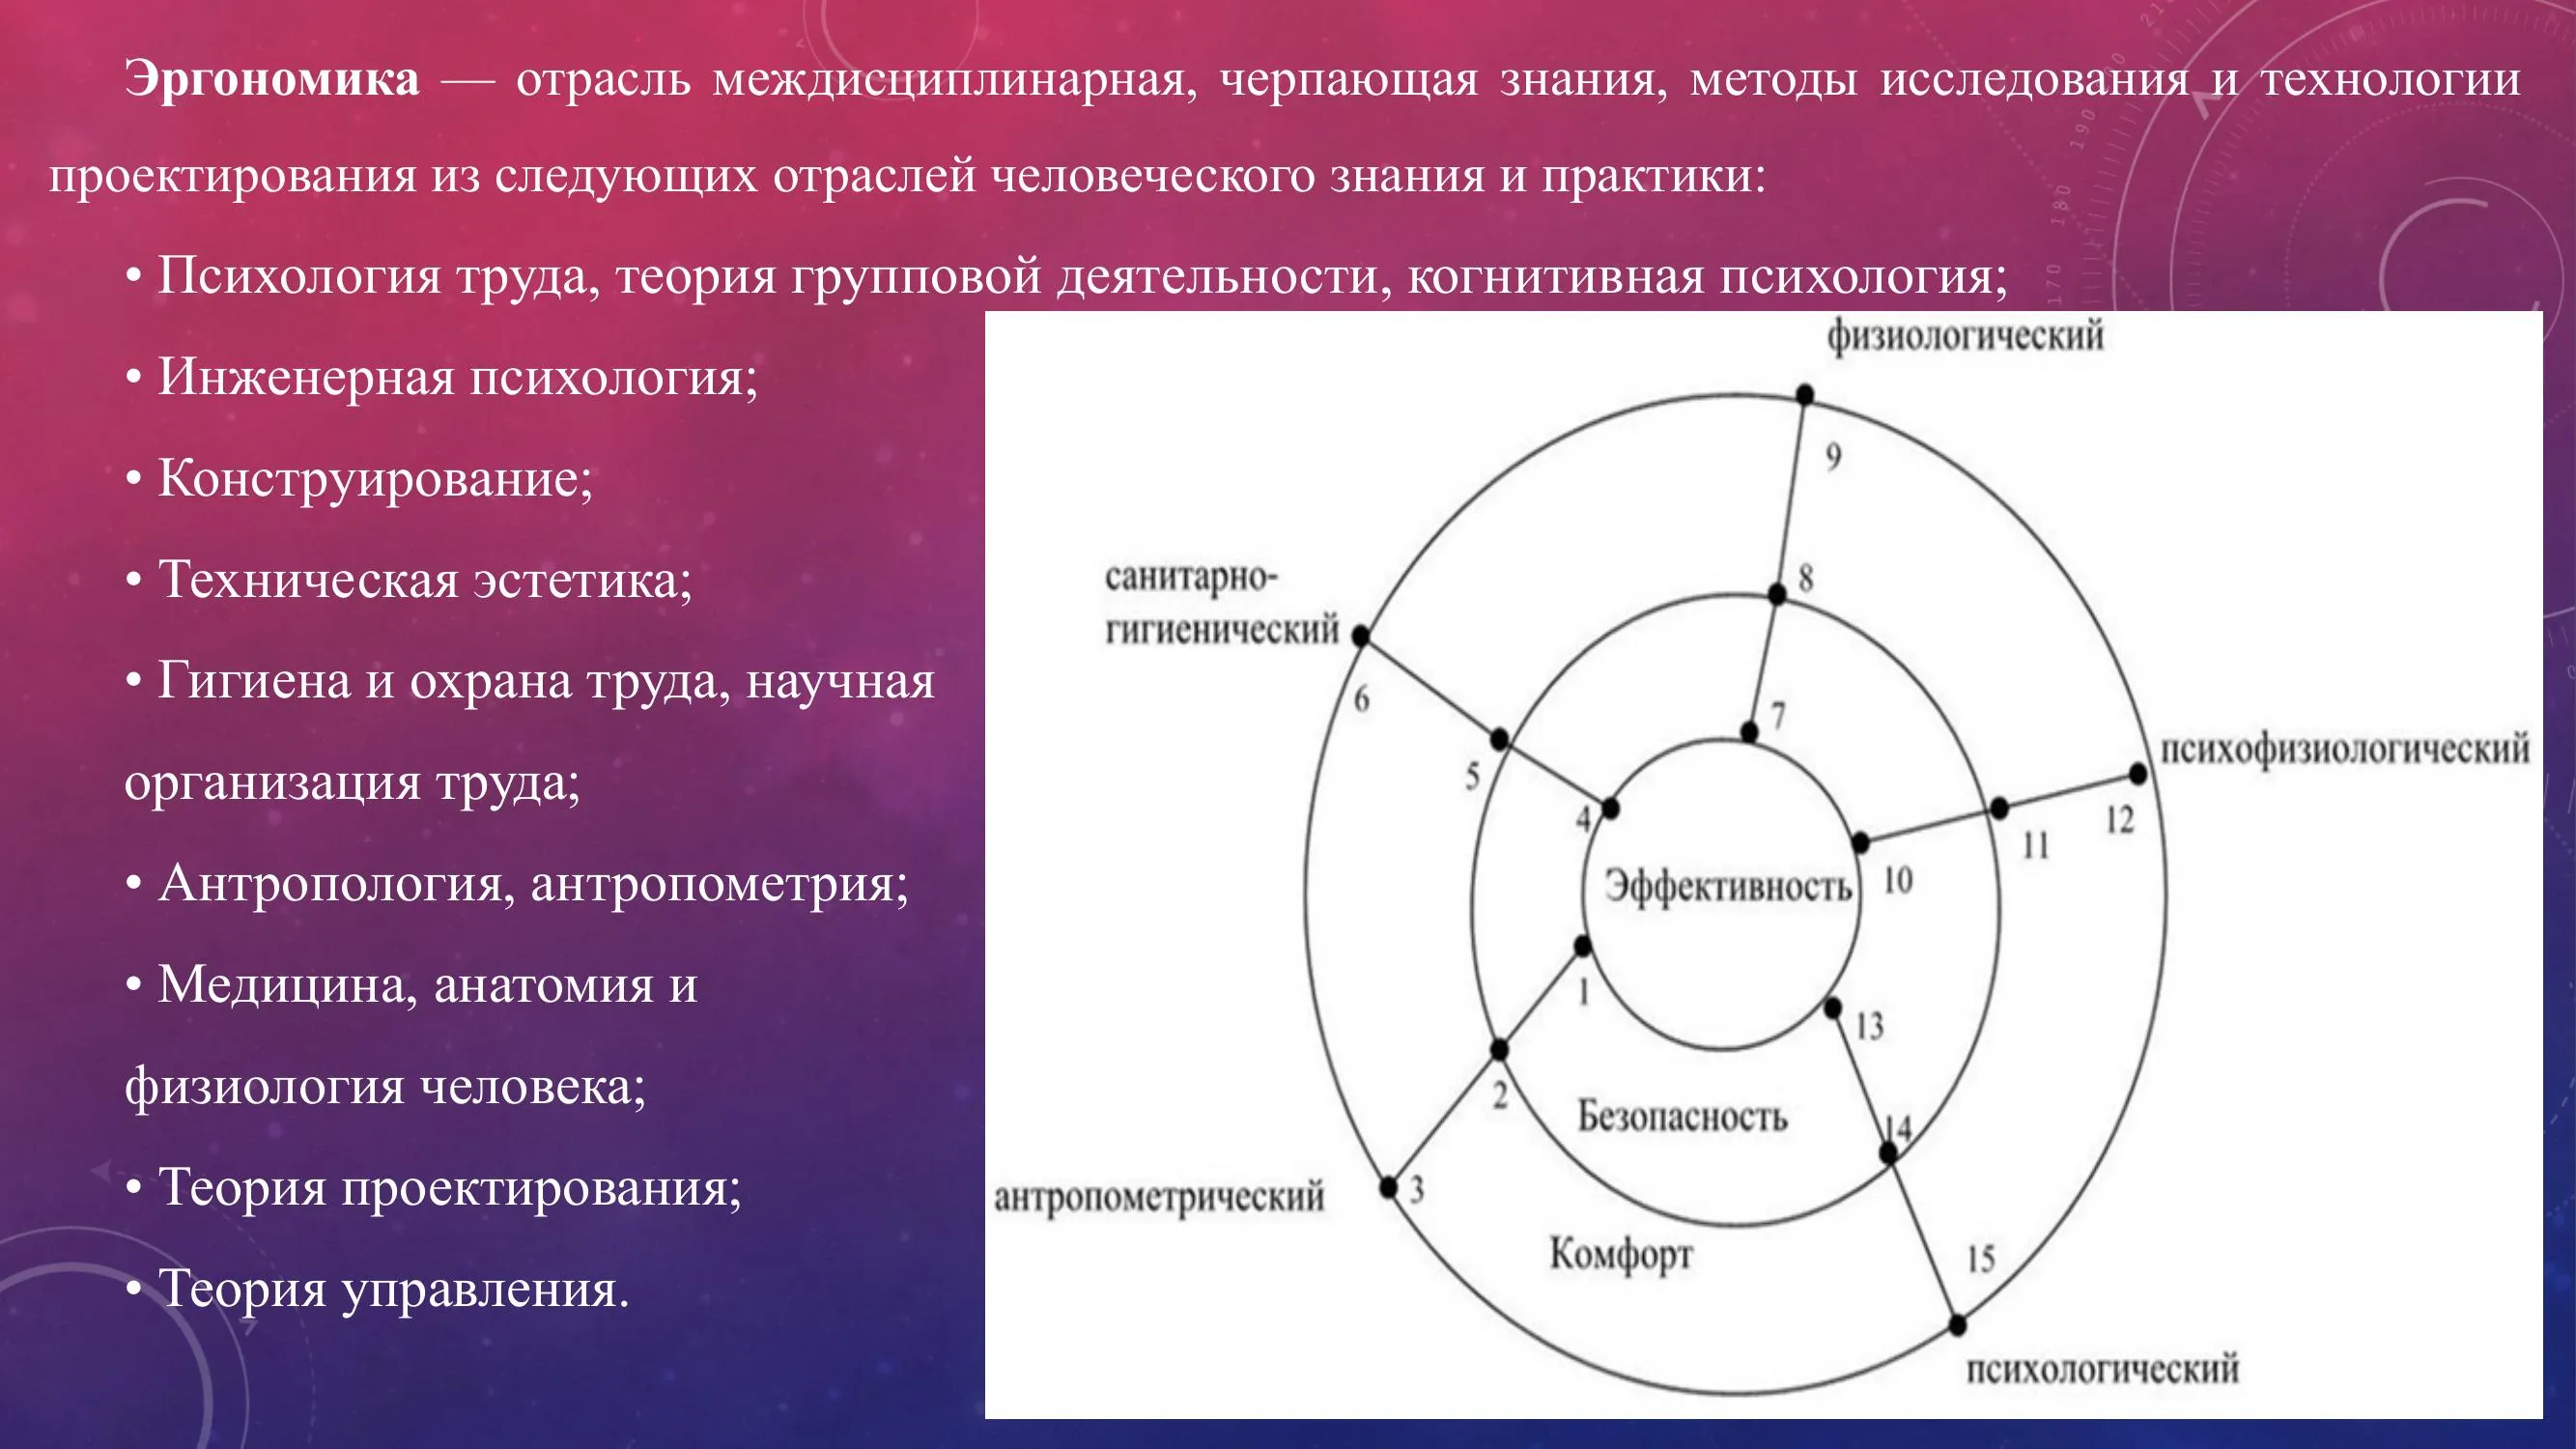 Эргономика — отрасль междисциплинарная, черпающая знания, методы исследования и технологии
проектирования из следующих отраслей человеческого знания и практики:
• Психология труда, теория групповой деятельности, когнитивная психология;
• Инженерная психология;
• Конструирование;
• Техническая эстетика;
• Гигиена и охрана труда, научная
организация труда;
• Антропология, антропометрия;
• Медицина, анатомия и
физиология человека;
• Теория проектирования;
• Теория управления.
физиологический
9
8
санитарно-
гигиенический
6
7
психофизиологический
5
4
12
11
Эффективность
10
1
13
2
Безопасность
14
антропометрический
3
Комфорт
15
психологический
190
180
170